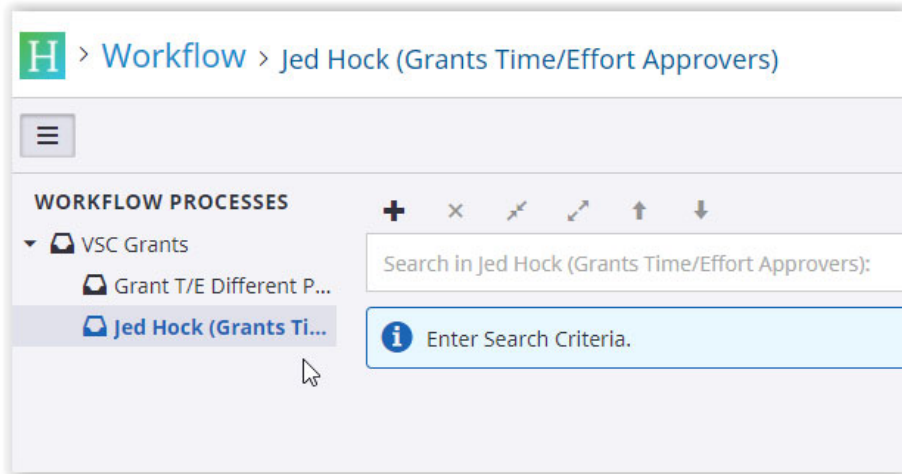 H > Workflow > Jed Hock (Grants Time/Effort Approvers)
WORKFLOW PROCESSES
VSC Grants
Grant T/E Different P...
Jed Hock (Grants Ti...
Search in Jed Hock (Grants Time/Effort Approvers):
Enter Search Criteria.